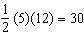 1/2 (5)(12) = 30